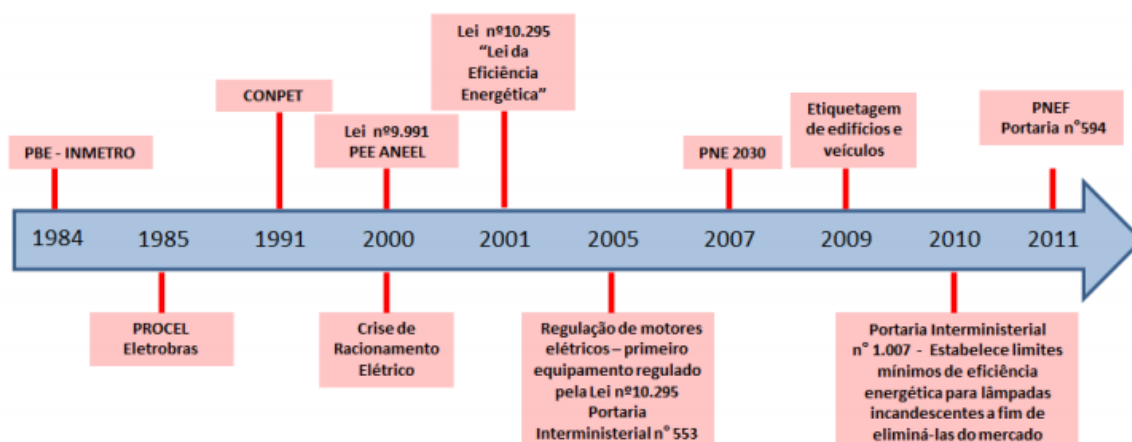 Lei nº10.295
"Lei da
Eficiência
Energética"
CONPET
Lei nº9.991
PEE ANEEL
PBE - INMETRO
PNE 2030
Etiquetagem
de edifícios e
veículos
PNEF
Portaria n°594
1984
1985
1991
2000
2001
2005
2007
2009
2010
2011
PROCEL
Eletrobras
Crise de
Racionamento
Elétrico
Regulação de motores
elétricos – primeiro
equipamento regulado
pela Lei nº10.295
Portaria
Interministerial n° 553
Portaria Interministerial
n° 1.007 - Estabelece limites
mínimos de eficiência
energética para lâmpadas
incandescentes a fim de
eliminá-las do mercado